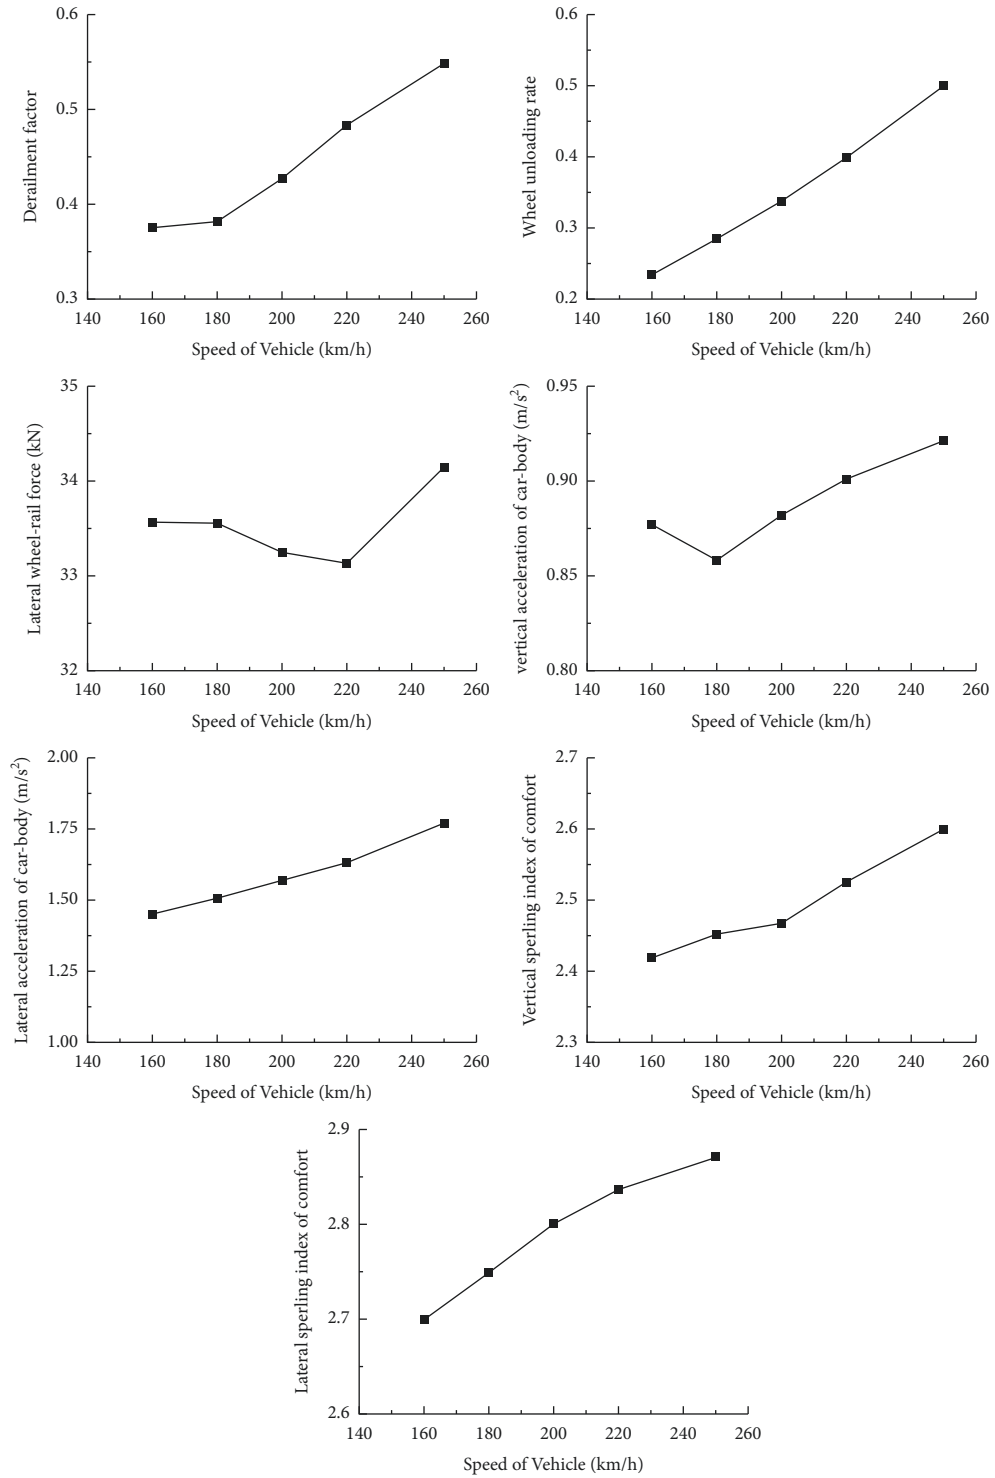 0.6
0.5
0.4
0.3
Derailment factor
140 160 180 200 220 240 260
Speed of Vehicle (km/h)
0.6
0.5
0.4
0.3
0.2
Wheel unloading rate
140 160 180 200 220 240 260
Speed of Vehicle (km/h)
35
34
33
32
Lateral wheel-rail force (kN)
140 160 180 200 220 240 260
Speed of Vehicle (km/h)
0.95
0.90
0.85
0.80
vertical acceleration of car-body (m/s²)
140 160 180 200 220 240 260
Speed of Vehicle (km/h)
2.00
1.75
1.50
1.25
1.00
Lateral acceleration of car-body (m/s²)
140 160 180 200 220 240 260
Speed of Vehicle (km/h)
2.7
2.6
2.5
2.4
2.3
Vertical sperling index of comfort
140 160 180 200 220 240 260
Speed of Vehicle (km/h)
2.9
2.8
2.7
2.6
Lateral sperling index of comfort
140 160 180 200 220 240 260
Speed of Vehicle (km/h)